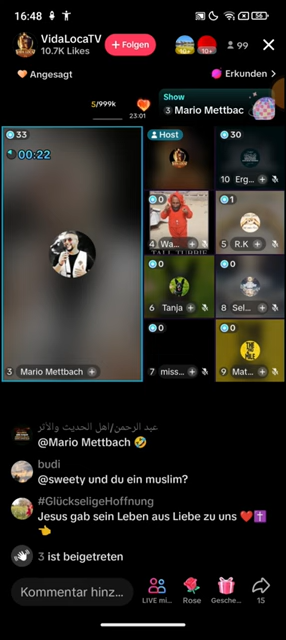 16:48
56
VidaLocaTV
10.7K Likes
+ Folgen
99
Angesagt
5/999k
23:01
Erkunden >
Show
3 Mario Mettbac
33
00:22
Host
30
10 Erg...
0
4 Wa...
1
5 R.K
0
6 Tanja
0
8 Sel...
0
7 miss...
0
9 Mat...
3 Mario Mettbach
عبد الرحمن/اهل الحديث والأثر
@Mario Mettbach 🤣
budi
@sweety und du ein muslim?
#GlückseligeHoffnung
Jesus gab sein Leben aus Liebe zu uns ❤️✝️
👈
3 ist beigetreten
Kommentar hinz...
LIVE mi...
Rose
Gesche...
15